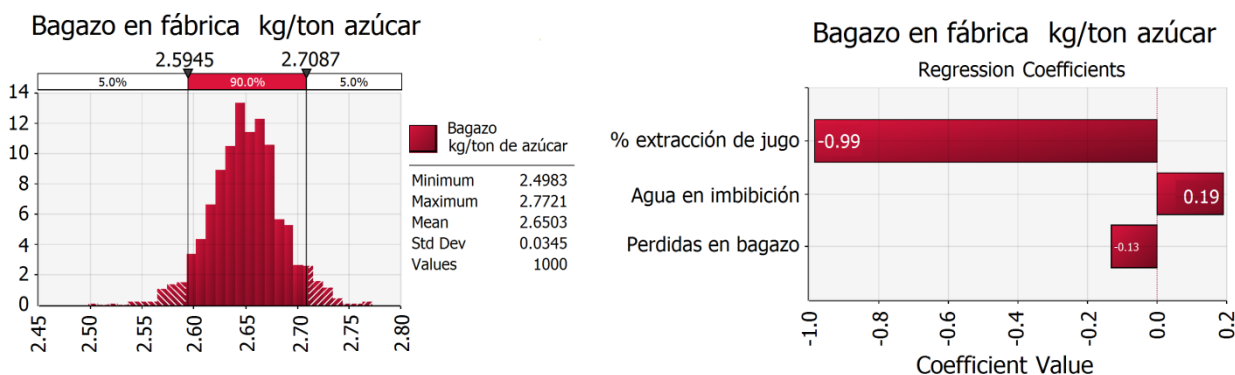 Bagazo en fábrica kg/ton azúcar
2.5945 2.7087
5.0% 90.0% 5.0%
14
12
10
8
6
4
2
0
2.45 2.50 2.55 2.60 2.65 2.70 2.75 2.80
Bagazo
kg/ton de azúcar
Minimum 2.4983
Maximum 2.7721
Mean 2.6503
Std Dev 0.0345
Values 1000
Bagazo en fábrica kg/ton azúcar
Regression Coefficients
% extracción de jugo -0.99
Agua en imbibición 0.19
Perdidas en bagazo -0.13
-1.0 -0.8 -0.6 -0.4 -0.2 0.0 0.2
Coefficient Value